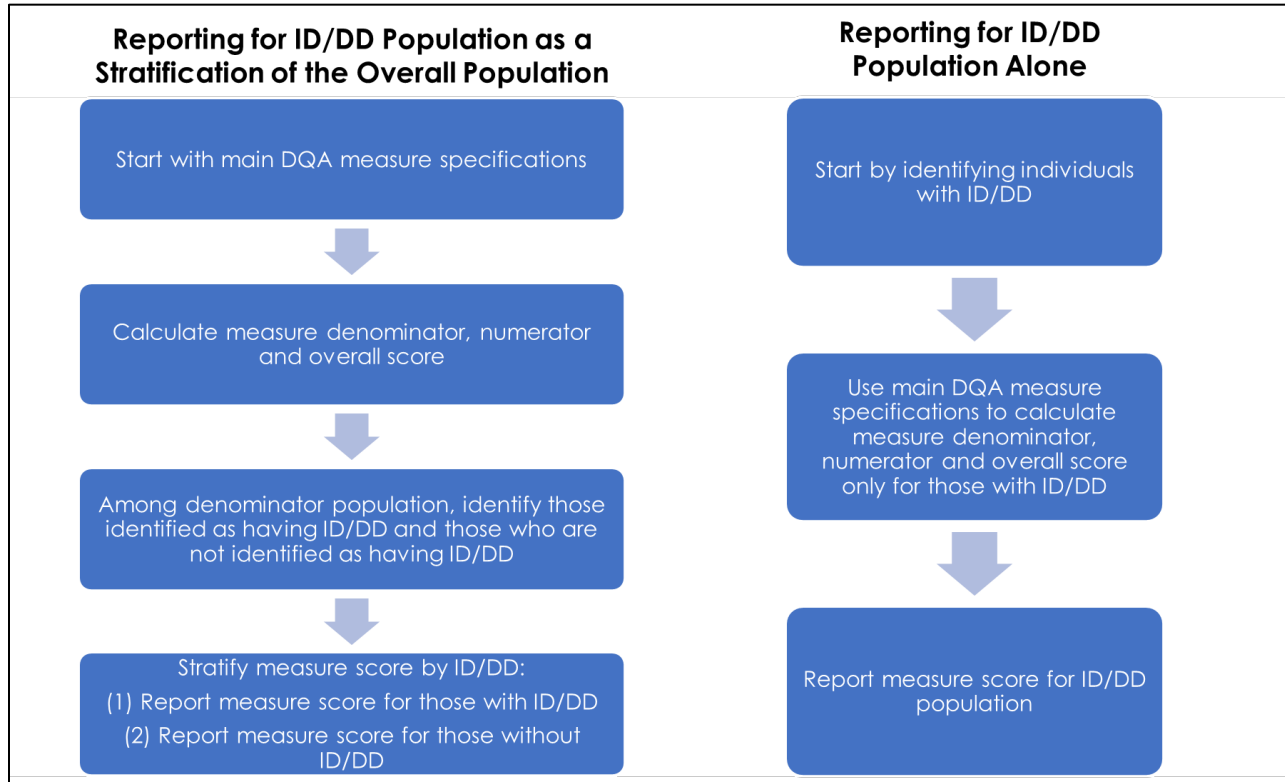 Reporting for ID/DD Population as a
Stratification of the Overall Population
Start with main DQA measure specifications
Calculate measure denominator, numerator
and overall score
Among denominator population, identify those
identified as having ID/DD and those who are
not identified as having ID/DD
Stratify measure score by ID/DD:
(1) Report measure score for those with ID/DD
(2) Report measure score for those without
ID/DD
Reporting for ID/DD
Population Alone
Start by identifying individuals
with ID/DD
Use main DQA measure
specifications to calculate
measure denominator,
numerator and overall score
only for those with ID/DD
Report measure score for ID/DD
population